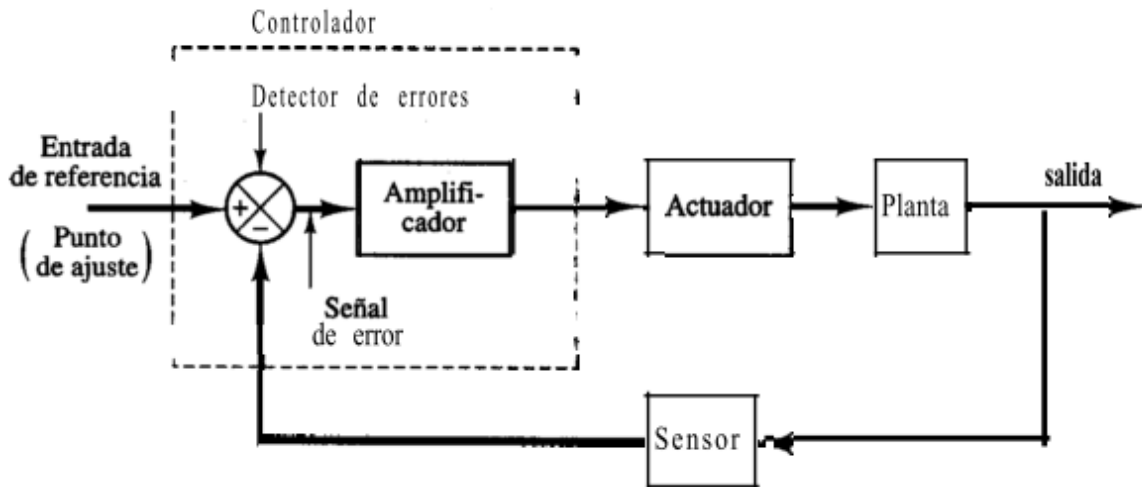 Controlador
Detector de errores
Entrada
de referencia
(Punto
de ajuste)
+
−
Señal
de error
Amplifi-
cador
Actuador
Planta
salida
Sensor